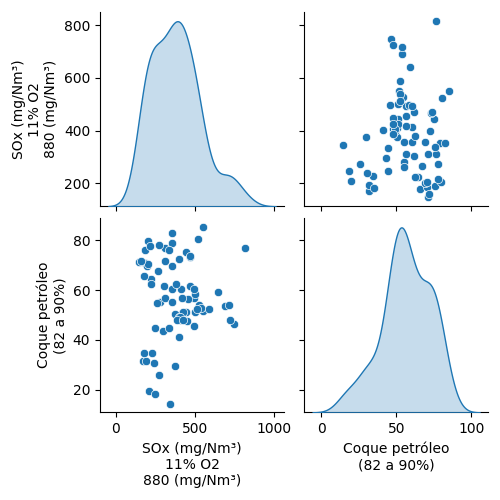 800
600
400
200
SOx (mg/Nm³)
11% O2
880 (mg/Nm³)
80
60
40
20
Coque petróleo
(82 a 90%)
0
500
1000
SOx (mg/Nm³)
11% O2
880 (mg/Nm³)
0
50
100
Coque petróleo
(82 a 90%)